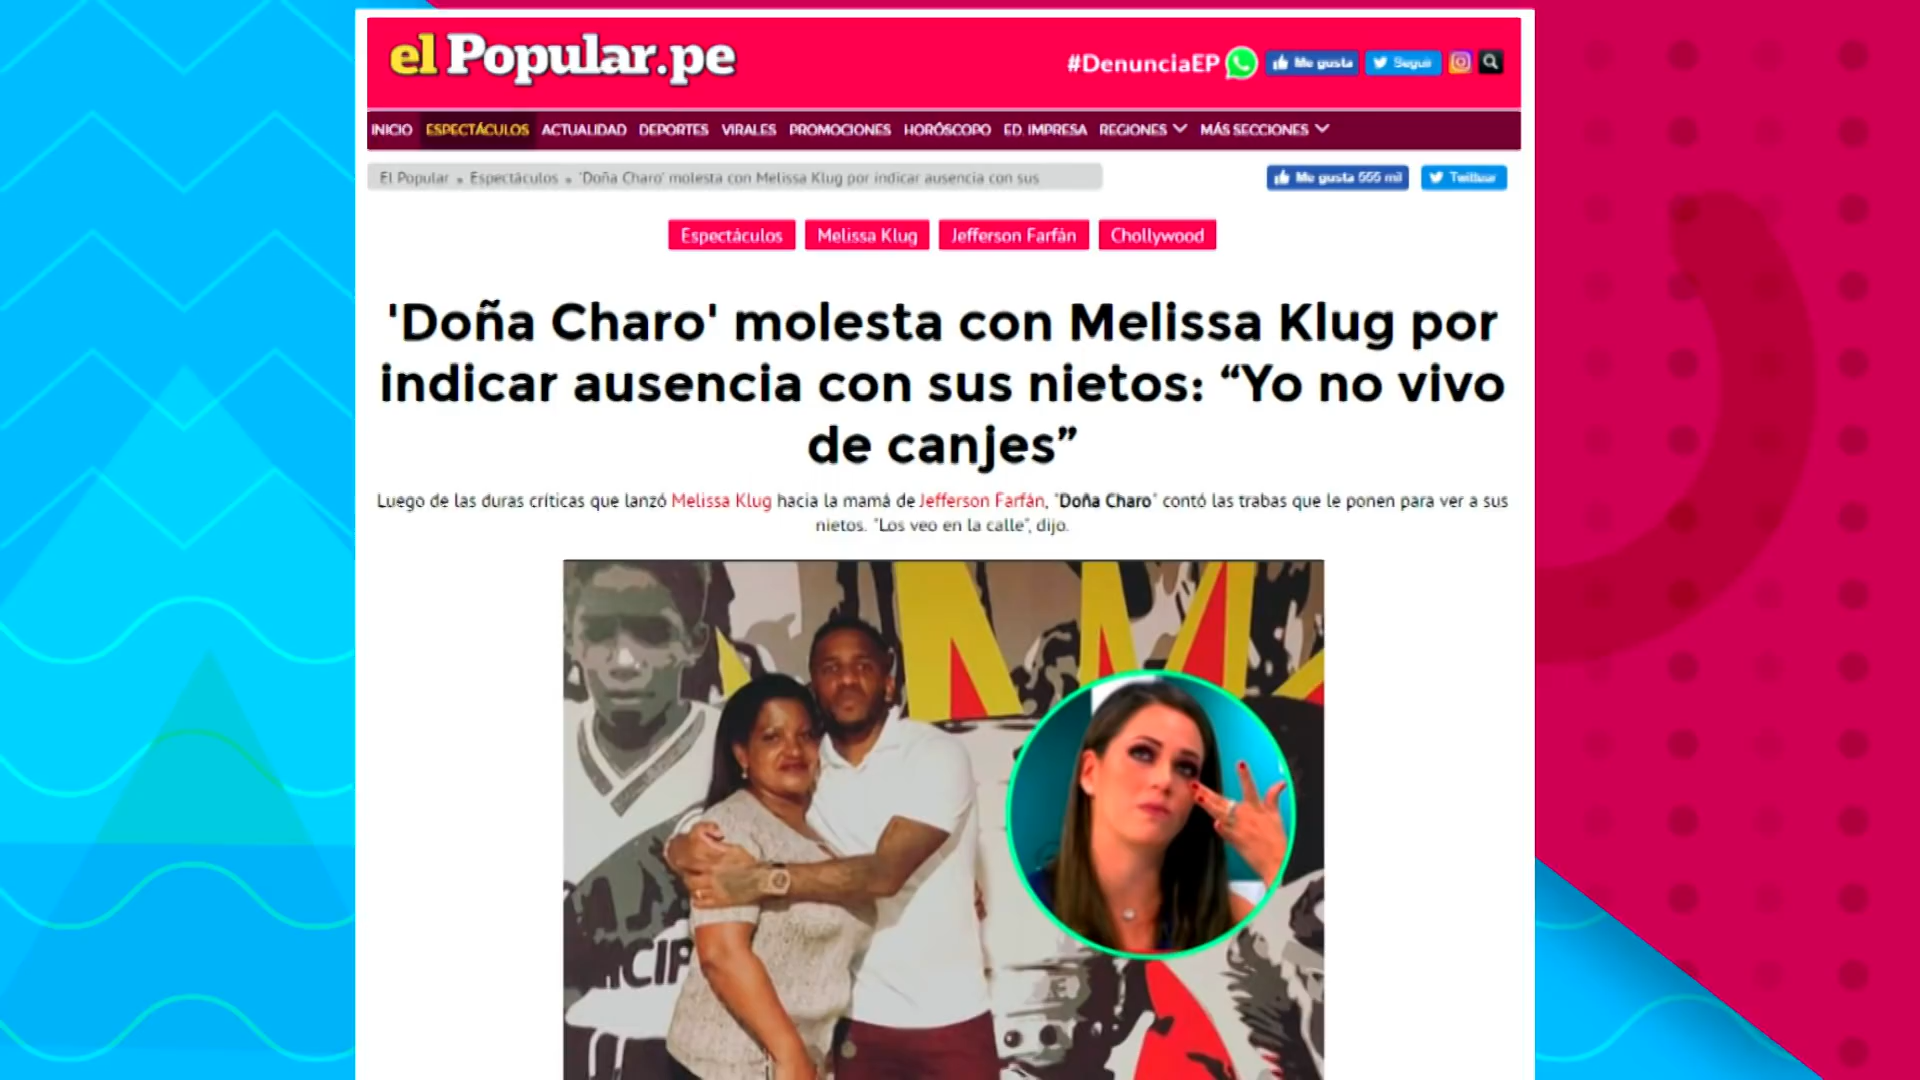 el Popular.pe
#DenunciaEP Me gusta Seguir
INICIO ESPECTÁCULOS ACTUALIDAD DEPORTES VIRALES PROMOCIONES HORÓSCOPO ED. IMPRESA REGIONES MÁS SECCIONES
El Popular » Espectáculos » 'Doña Charo' molesta con Melissa Klug por indicar ausencia con sus
Me gusta 555 mil Twittear
Espectáculos Melissa Klug Jefferson Farfán Chollywood
'Doña Charo' molesta con Melissa Klug por
indicar ausencia con sus nietos: “Yo no vivo
de canjes”
Luego de las duras críticas que lanzó Melissa Klug hacia la mamá de Jefferson Farfán, "Doña Charo" contó las trabas que le ponen para ver a sus
nietos. "Los veo en la calle", dijo.